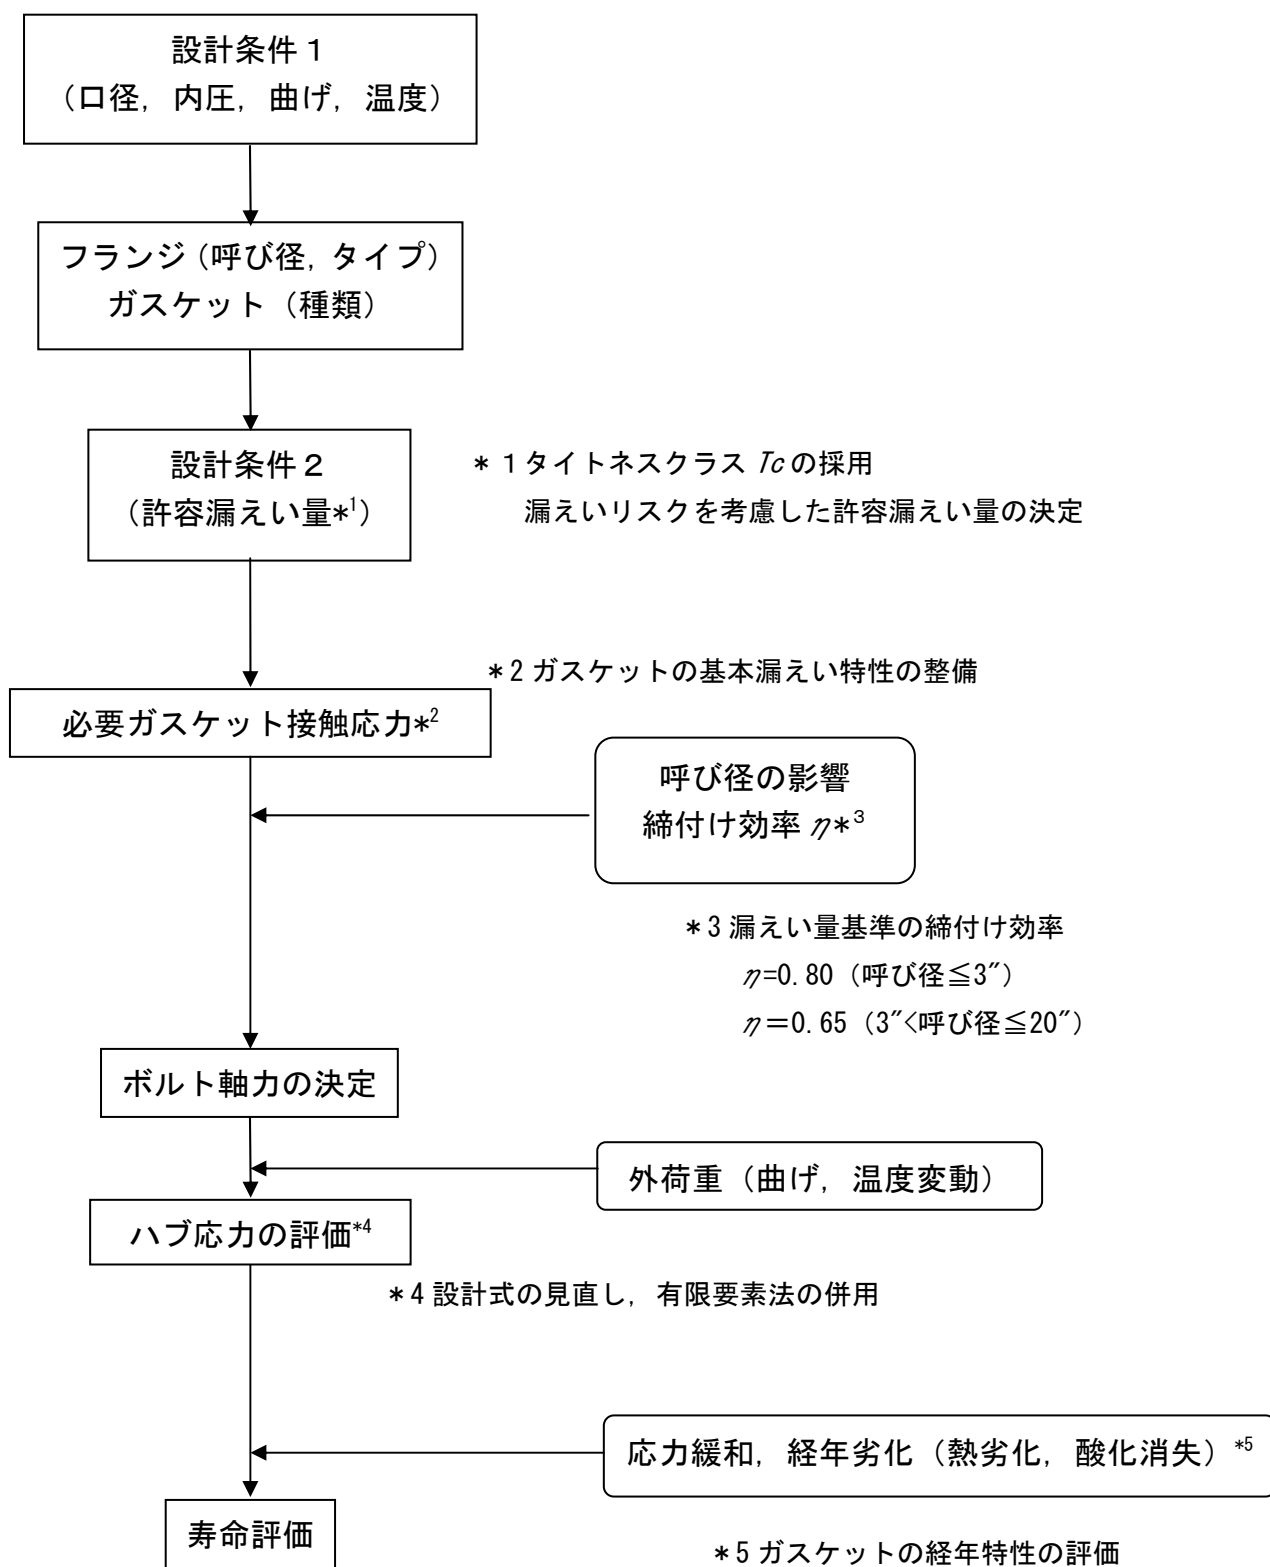 設計条件１
（口径，内圧，曲げ，温度）
フランジ（呼び径，タイプ）
ガスケット（種類）
設計条件２
（許容漏えい量*1）
＊１タイトネスクラス Tc の採用
漏えいリスクを考慮した許容漏えい量の決定
＊2 ガスケットの基本漏えい特性の整備
必要ガスケット接触応力*2
呼び径の影響
締付け効率 η*3
＊3 漏えい量基準の締付け効率
η=0.80（呼び径≦3″）
η＝0.65（3″<呼び径≦20″）
ボルト軸力の決定
外荷重（曲げ，温度変動）
ハブ応力の評価*4
＊4 設計式の見直し，有限要素法の併用
応力緩和，経年劣化（熱劣化，酸化消失）*5
寿命評価
＊5 ガスケットの経年特性の評価